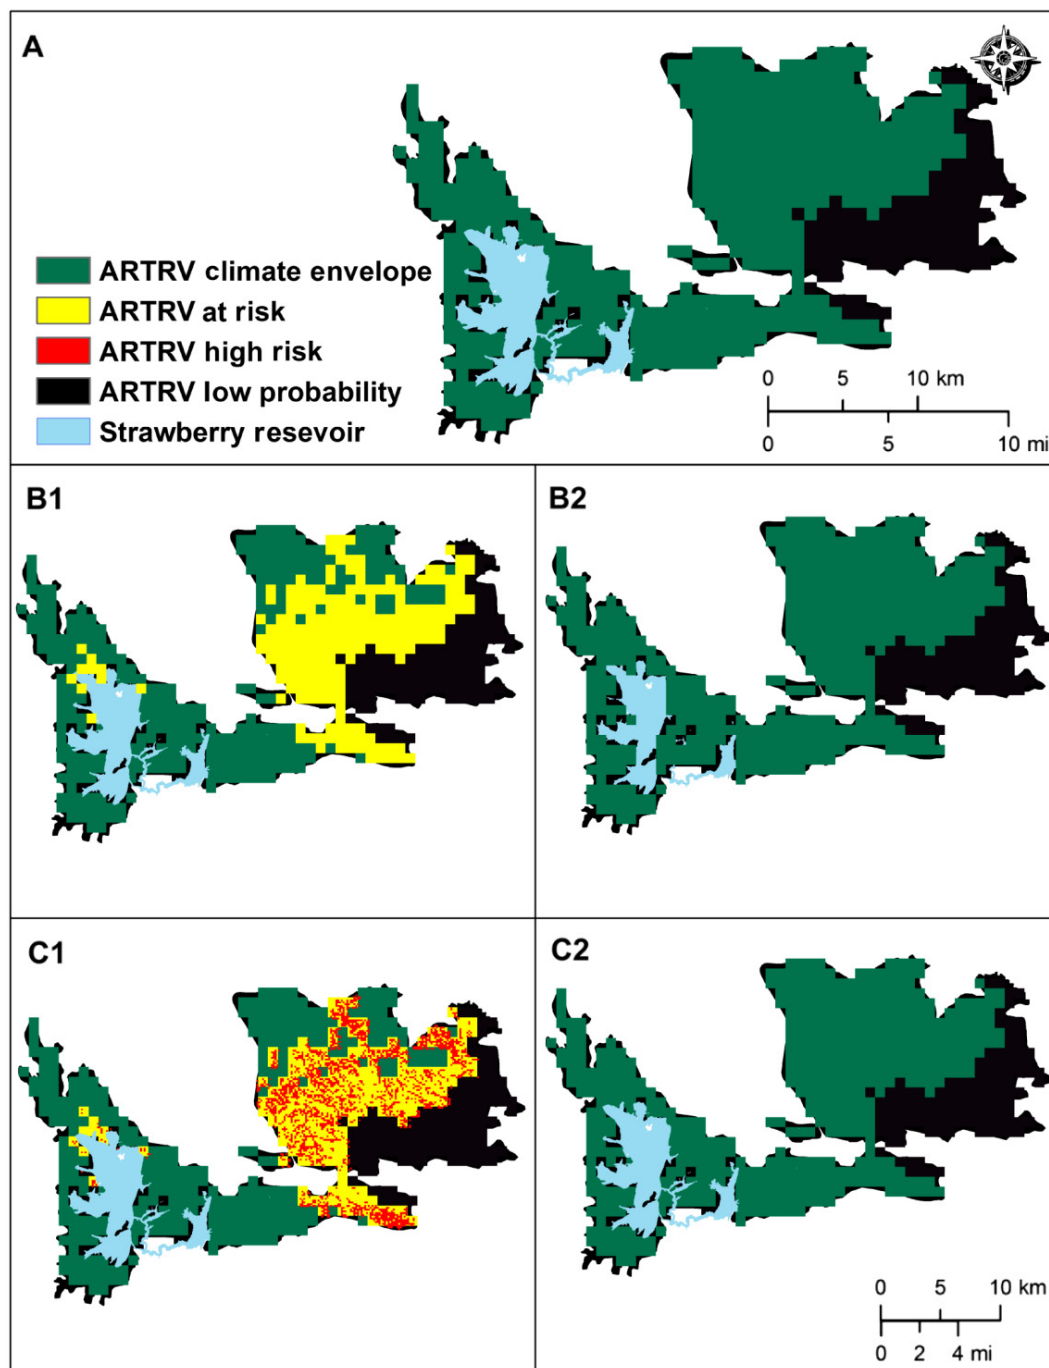 A
ARTRV climate envelope
ARTRV at risk
ARTRV high risk
ARTRV low probability
Strawberry resevoir
0 5 10 km
0 5 10 mi
B1
B2
C1
C2
0 5 10 km
0 2 4 mi